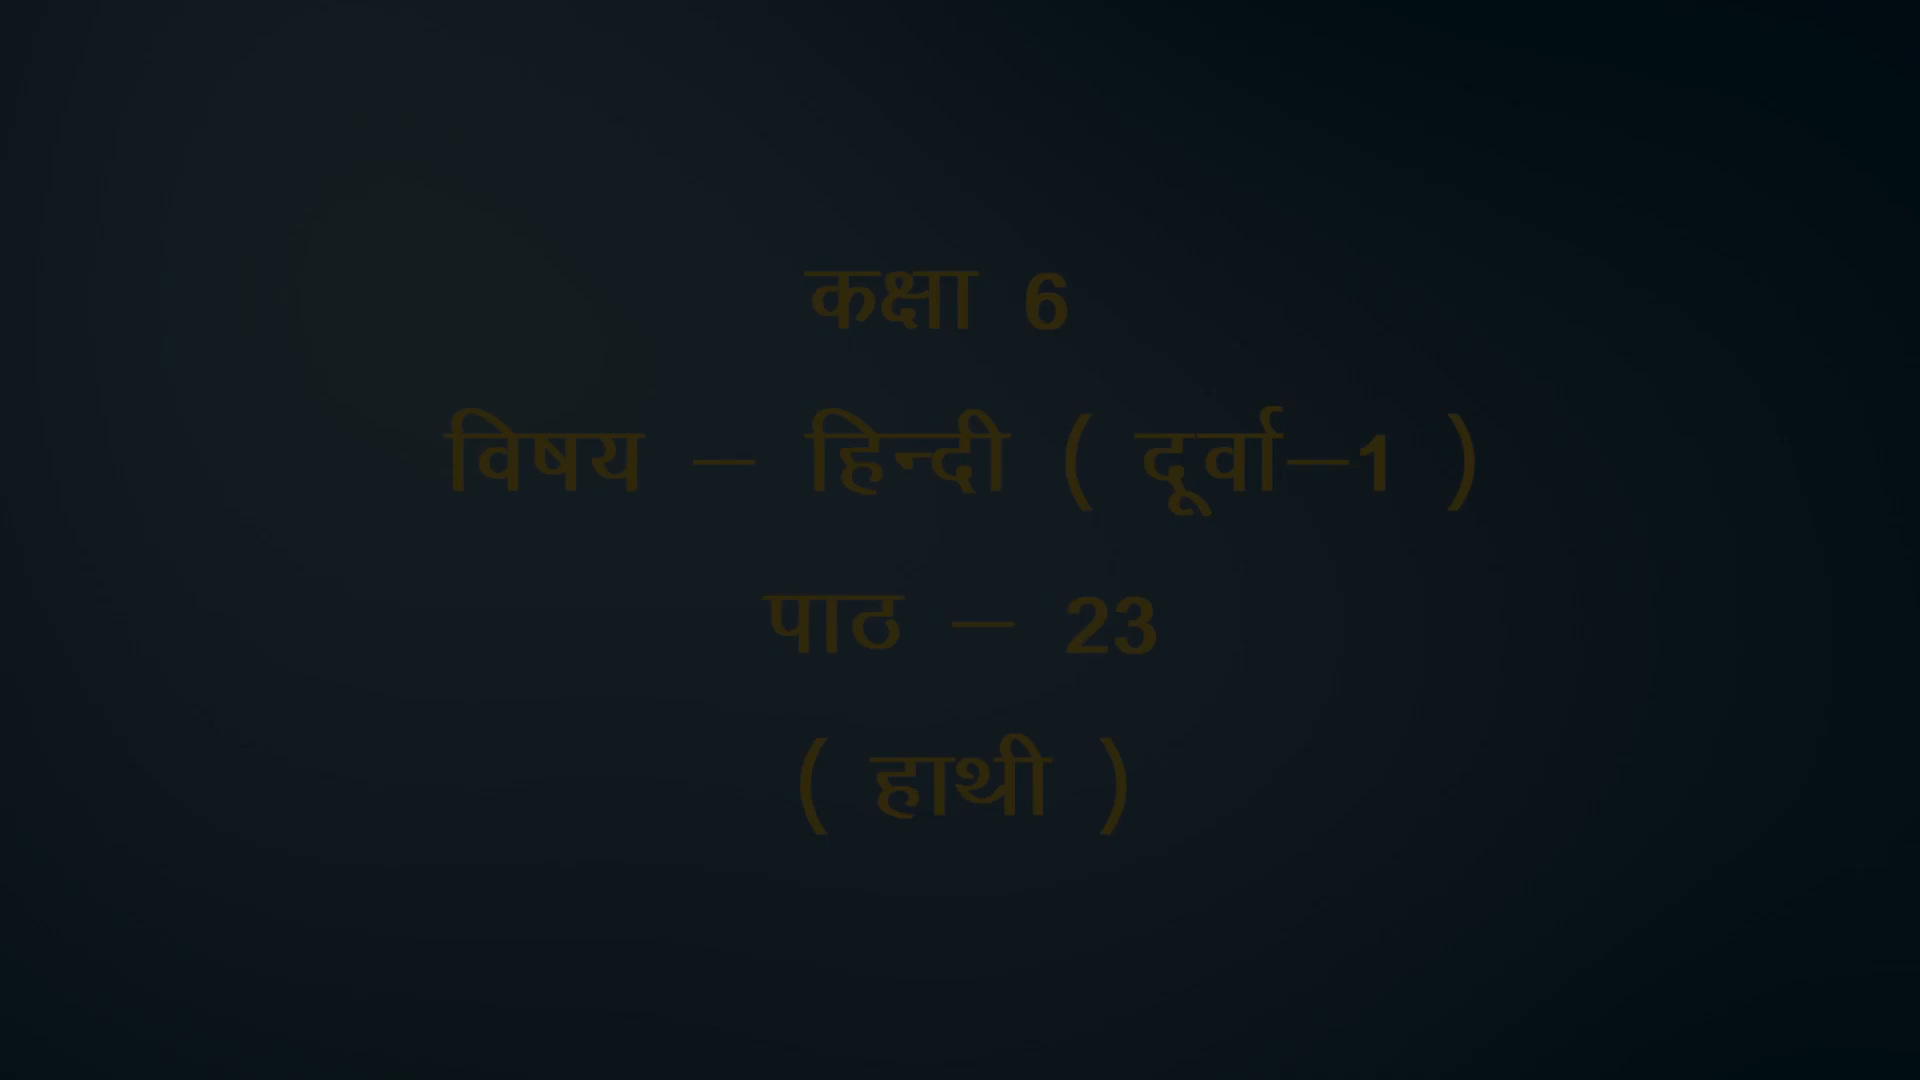 कक्षा 6
विषय – हिन्दी ( दूर्वा–1 )
पाठ – 23
( हाथी )